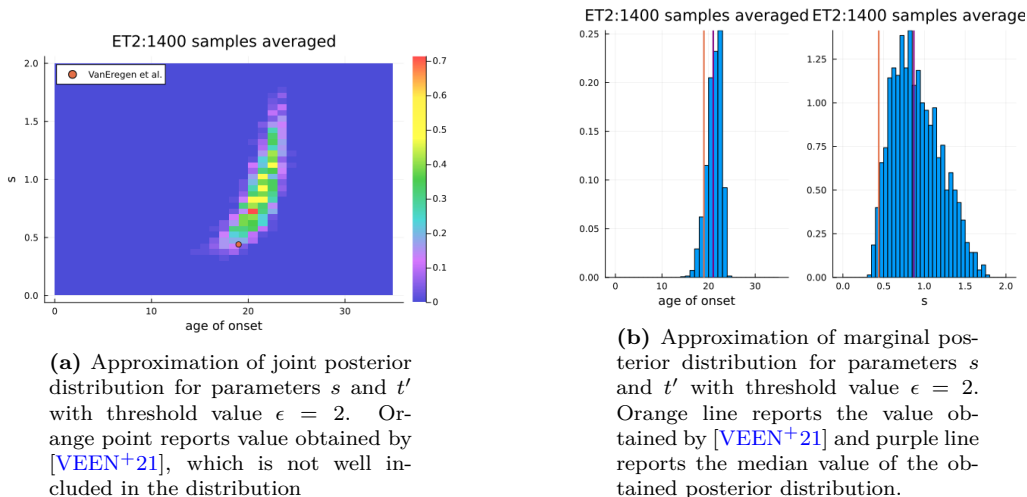 ET2:1400 samples averaged
VanEregen et al.
2.0
1.5
1.0
0.5
0.0
s
0
10
20
30
age of onset
0.7
0.6
0.5
0.4
0.3
0.2
0.1
0
(a) Approximation of joint posterior
distribution for parameters s and t′
with threshold value ϵ = 2. Or-
ange point reports value obtained by
[VEEN+21], which is not well in-
cluded in the distribution
ET2:1400 samples averaged
0.25
0.20
0.15
0.10
0.05
0.00
0
10
20
30
age of onset
ET2:1400 samples average
1.25
1.00
0.75
0.50
0.25
0.00
0.0
0.5
1.0
1.5
2.0
s
(b) Approximation of marginal pos-
terior distribution for parameters s
and t′ with threshold value ϵ = 2.
Orange line reports the value ob-
tained by [VEEN+21] and purple line
reports the median value of the ob-
tained posterior distribution.